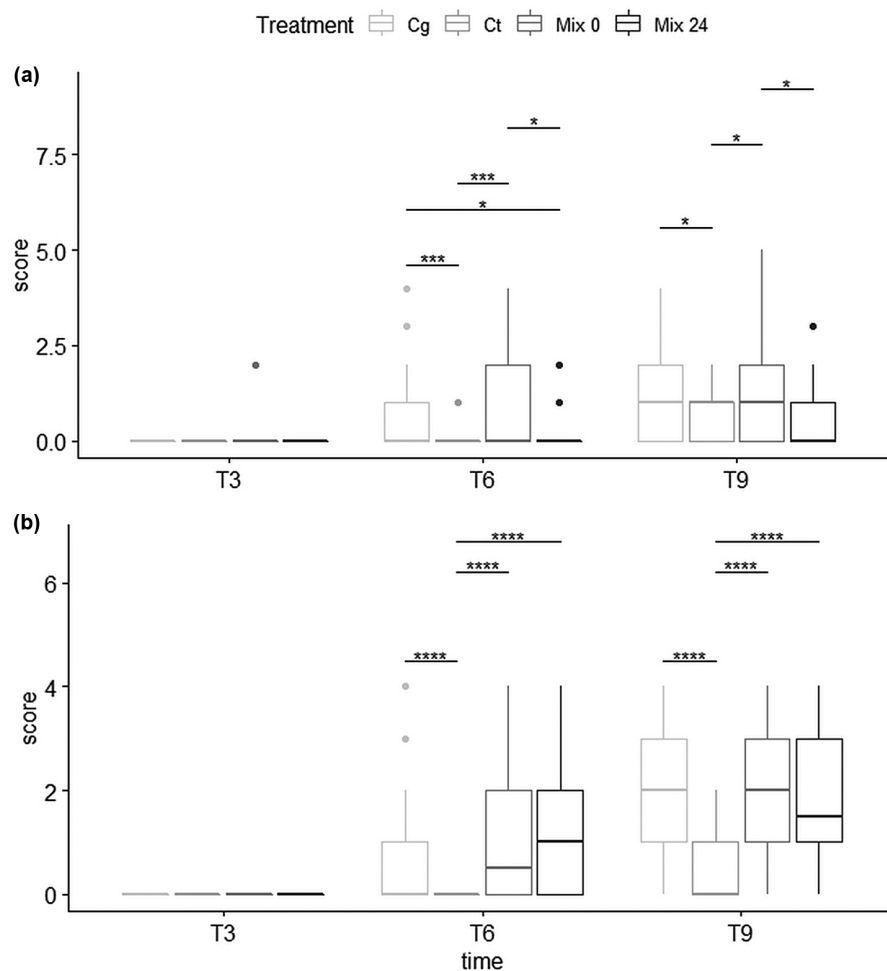 Treatment Cg Ct Mix 0 Mix 24
(a)
*
*
*
***
*
*
***
7.5
5.0
2.5
0.0
score
T3 T6 T9
(b)
**** ****
**** ****
**** ****
6
4
2
0
score
T3 T6 T9
time